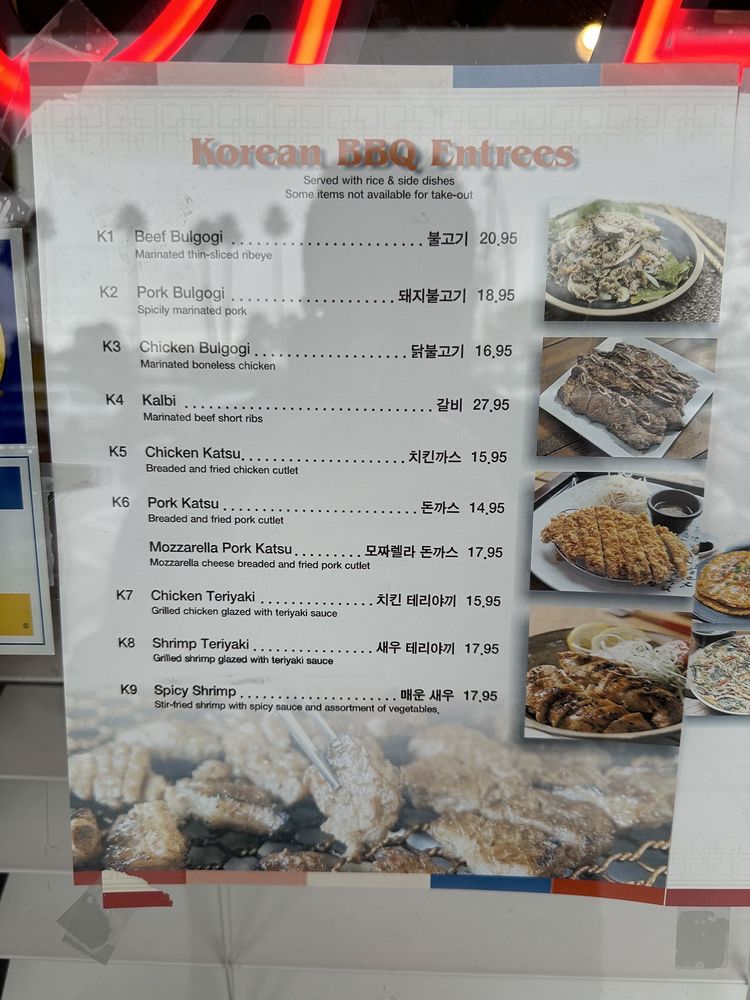 Korean BBQ Entrees
Served with rice & side dishes
Some items not available for take-out
K1 Beef Bulgogi ........................ 불고기 20.95
Marinated thin-sliced ribeye
K2 Pork Bulgogi ........................ 돼지불고기 18.95
Spicily marinated pork
K3 Chicken Bulgogi ...................... 닭불고기 16.95
Marinated boneless chicken
K4 Kalbi ................................ 갈비 27.95
Marinated beef short ribs
K5 Chicken Katsu ....................... 치킨까스 15.95
Breaded and fried chicken cutlet
K6 Pork Katsu .......................... 돈까스 14.95
Breaded and fried pork cutlet
Mozzarella Pork Katsu ......... 모짜렐라 돈까스 17.95
Mozzarella cheese breaded and fried pork cutlet
K7 Chicken Teriyaki ............... 치킨 테리야끼 15.95
Grilled chicken glazed with teriyaki sauce
K8 Shrimp Teriyaki ................ 새우 테리야끼 17.95
Grilled shrimp glazed with teriyaki sauce
K9 Spicy Shrimp ...................... 매운 새우 17.95
Stir-fried shrimp with spicy sauce and assortment of vegetables.